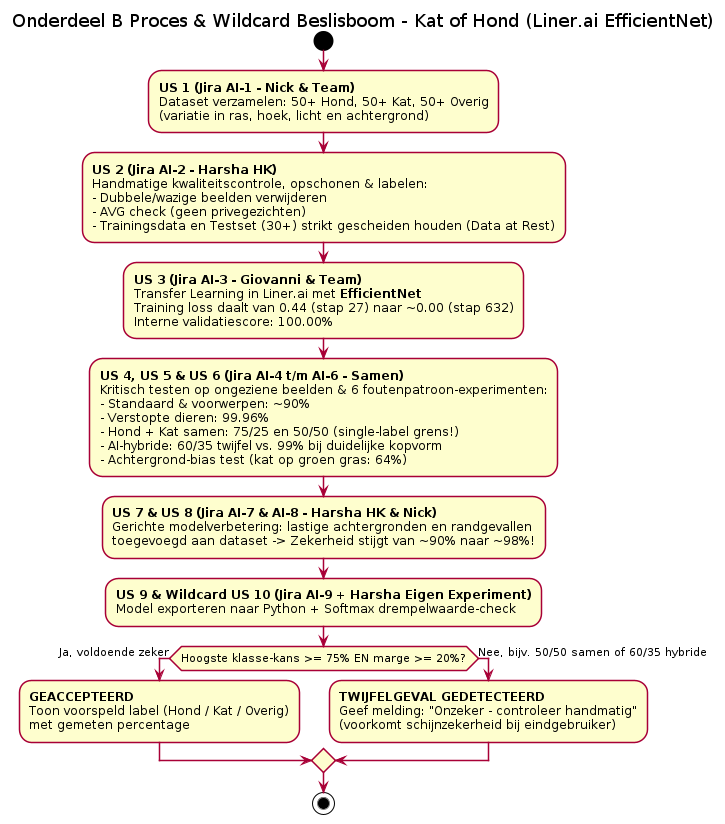 Onderdeel B Proces & Wildcard Beslisboom - Kat of Hond (Liner.ai EfficientNet)
US 1 (Jira AI-1 - Nick & Team)
Dataset verzamelen: 50+ Hond, 50+ Kat, 50+ Overig
(variatie in ras, hoek, licht en achtergrond)
US 2 (Jira AI-2 - Harsha HK)
Handmatige kwaliteitscontrole, opschonen & labelen:
- Dubbele/wazige beelden verwijderen
- AVG check (geen privegezichten)
- Trainingsdata en Testset (30+) strikt gescheiden houden (Data at Rest)
US 3 (Jira AI-3 - Giovanni & Team)
Transfer Learning in Liner.ai met EfficientNet
Training loss daalt van 0.44 (stap 27) naar ~0.00 (stap 632)
Interne validatiescore: 100.00%
US 4, US 5 & US 6 (Jira AI-4 t/m AI-6 - Samen)
Kritisch testen op ongeziene beelden & 6 foutenpatroon-experimenten:
- Standaard & voorwerpen: ~90%
- Verstopte dieren: 99.96%
- Hond + Kat samen: 75/25 en 50/50 (single-label grens!)
- AI-hybride: 60/35 twijfel vs. 99% bij duidelijke kopvorm
- Achtergrond-bias test (kat op groen gras: 64%)
US 7 & US 8 (Jira AI-7 & AI-8 - Harsha HK & Nick)
Gerichte modelverbetering: lastige achtergronden en randgevallen
toegevoegd aan dataset -> Zekerheid stijgt van ~90% naar ~98%!
US 9 & Wildcard US 10 (Jira AI-9 + Harsha Eigen Experiment)
Model exporteren naar Python + Softmax drempelwaarde-check
Hoogste klasse-kans >= 75% EN marge >= 20%?
Ja, voldoende zeker
Nee, bijv. 50/50 samen of 60/35 hybride
GEACCEPTEERD
Toon voorspeld label (Hond / Kat / Overig)
met gemeten percentage
TWIJFELGEVAL GEDETECTEERD
Geef melding: "Onzeker - controleer handmatig"
(voorkomt schijnzekerheid bij eindgebruiker)